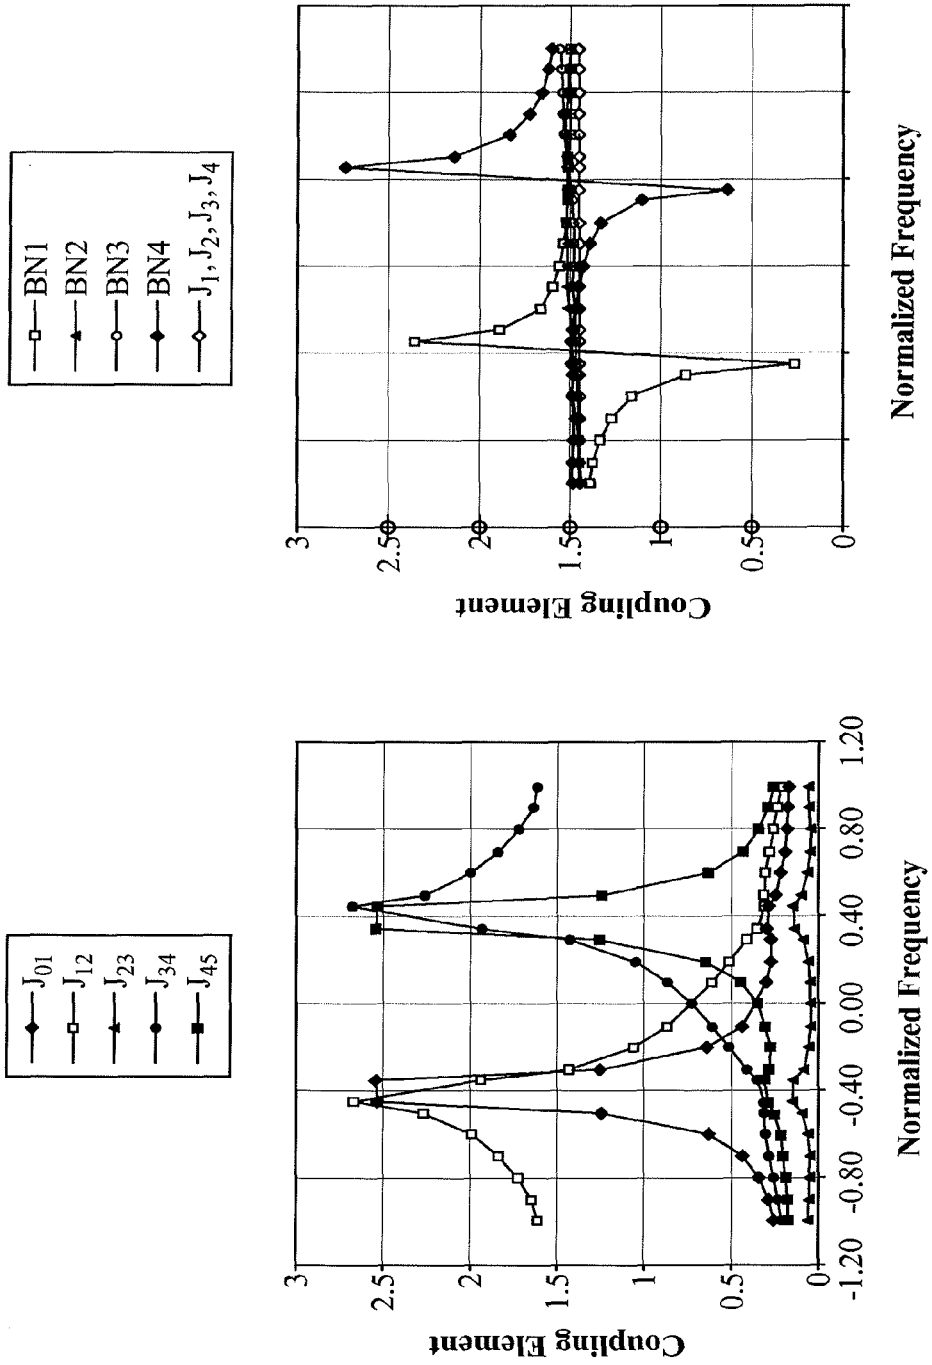 J01
J12
J23
J34
J45
3
2.5
2
1.5
1
0.5
0
-1.20
-0.80
-0.40
0.00
0.40
0.80
1.20
Coupling Element
Normalized Frequency
BN1
BN2
BN3
BN4
J1, J2, J3, J4
3
2.5
2
1.5
1
0.5
0
Coupling Element
Normalized Frequency